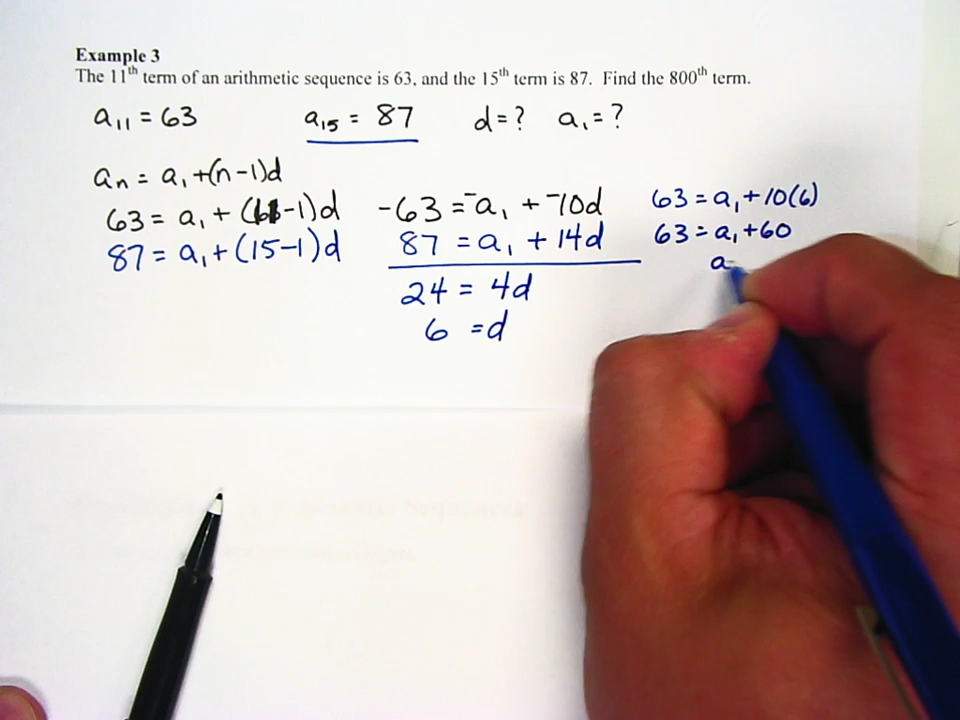 Example 3
The 11th term of an arithmetic sequence is 63, and the 15th term is 87. Find the 800th term.
a₁₁ = 63 a₁₅ = 87 d = ? a₁ = ?
aₙ = a₁ + (n - 1)d
63 = a₁ + (11 - 1)d
87 = a₁ + (15 - 1)d
-63 = -a₁ + -10d
87 = a₁ + 14d
24 = 4d
6 = d
63 = a₁ + 10(6)
63 = a₁ + 60
a